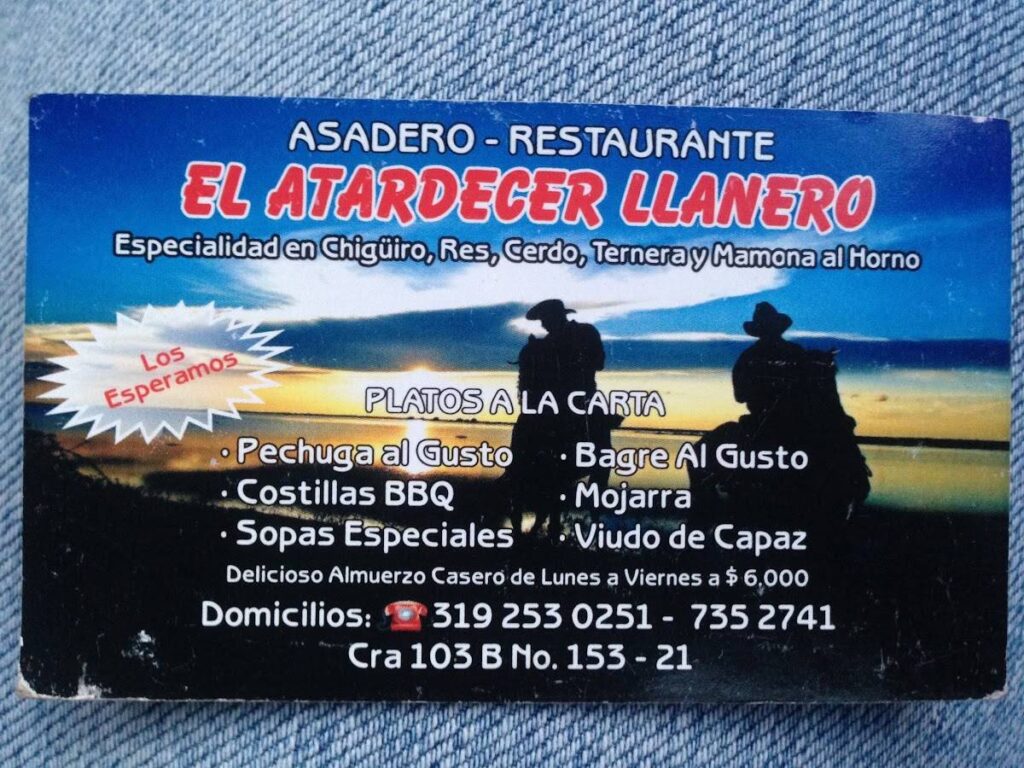 ASADERO - RESTAURANTE
EL ATARDECER LLANERO
Especialidad en Chigüiro, Res, Cerdo, Ternera y Mamona al Horno
Los
Esperamos
PLATOS A LA CARTA
· Pechuga al Gusto
· Costillas BBQ
· Sopas Especiales
· Bagre Al Gusto
· Mojarra
· Viudo de Capaz
Delicioso Almuerzo Casero de Lunes a Viernes a $ 6,000
Domicilios: ☎ 319 253 0251 - 735 2741
Cra 103 B No. 153 - 21